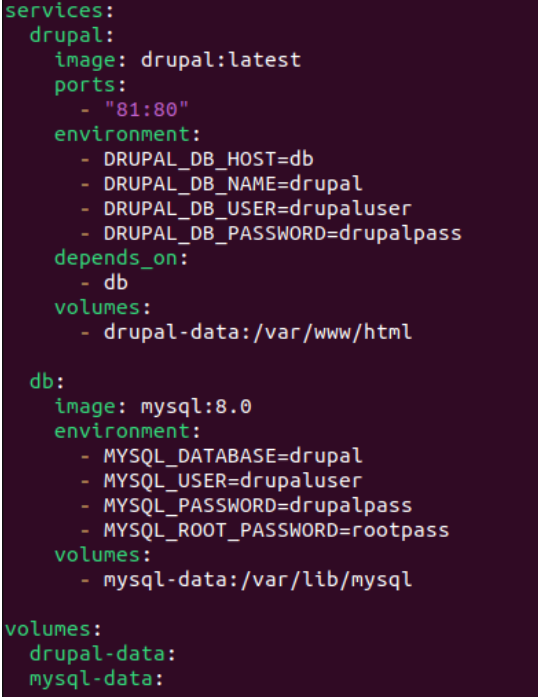 services:
  drupal:
    image: drupal:latest
    ports:
      - "81:80"
    environment:
      - DRUPAL_DB_HOST=db
      - DRUPAL_DB_NAME=drupal
      - DRUPAL_DB_USER=drupaluser
      - DRUPAL_DB_PASSWORD=drupalpass
    depends_on:
      - db
    volumes:
      - drupal-data:/var/www/html

  db:
    image: mysql:8.0
    environment:
      - MYSQL_DATABASE=drupal
      - MYSQL_USER=drupaluser
      - MYSQL_PASSWORD=drupalpass
      - MYSQL_ROOT_PASSWORD=rootpass
    volumes:
      - mysql-data:/var/lib/mysql

volumes:
  drupal-data:
  mysql-data: